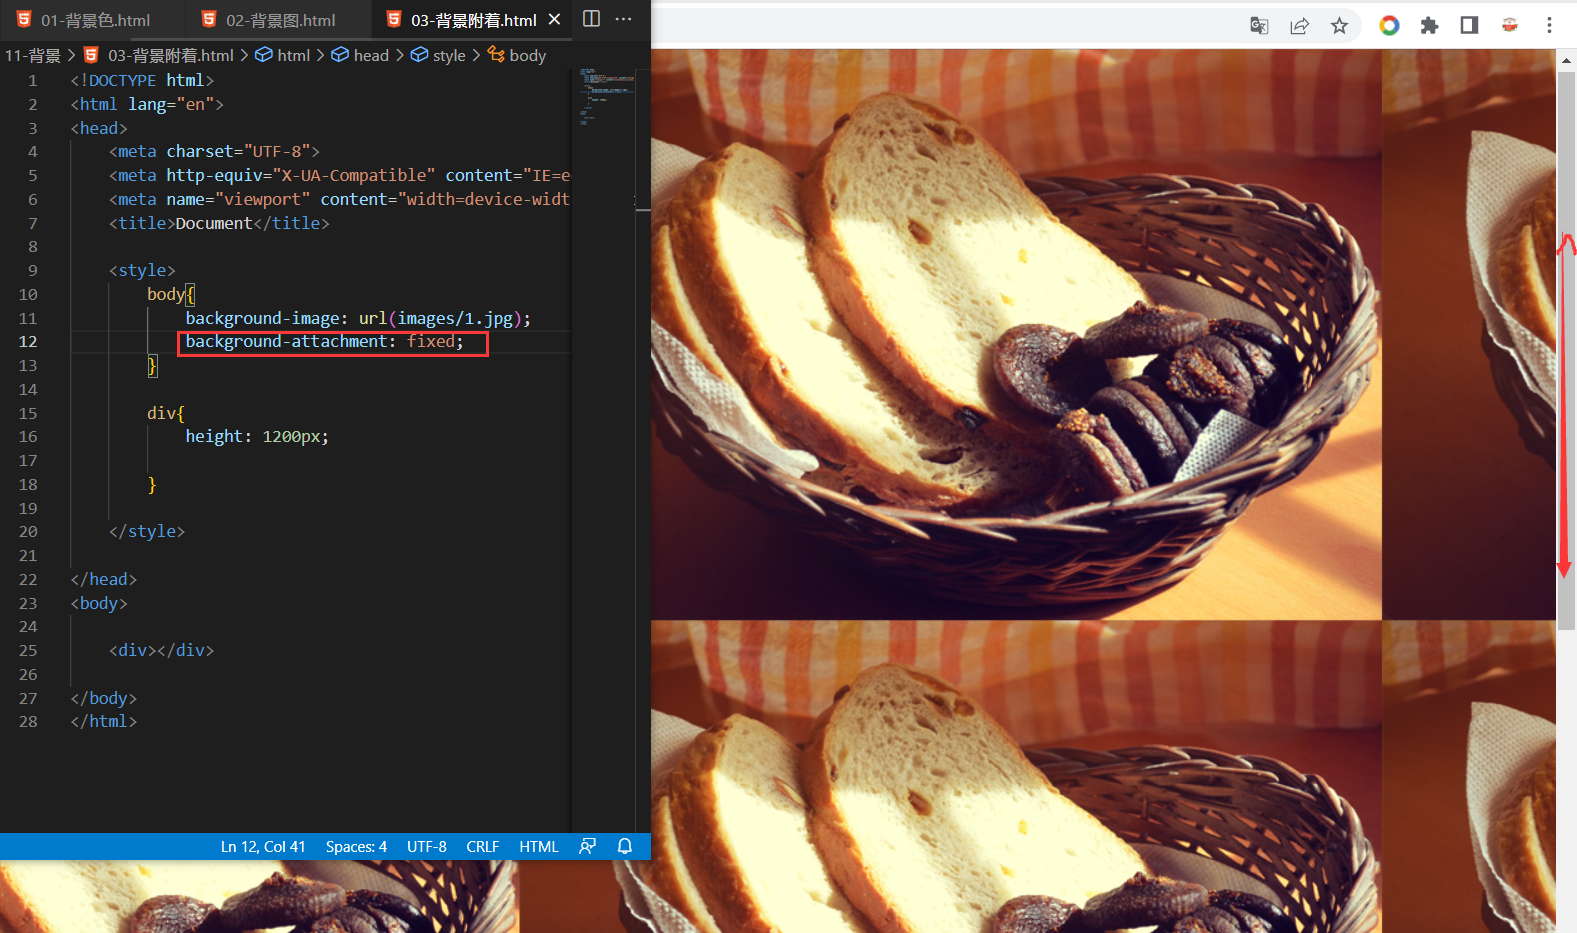 01-背景色.html 02-背景图.html 03-背景附着.html
11-背景 > 03-背景附着.html > html > head > style > body
1 <!DOCTYPE html>
2 <html lang="en">
3 <head>
4 <meta charset="UTF-8">
5 <meta http-equiv="X-UA-Compatible" content="IE=e
6 <meta name="viewport" content="width=device-widt
7 <title>Document</title>
8
9 <style>
10 body{
11 background-image: url(images/1.jpg);
12 background-attachment: fixed;
13 }
14
15 div{
16 height: 1200px;
17
18 }
19
20 </style>
21
22 </head>
23 <body>
24
25 <div></div>
26
27 </body>
28 </html>
Ln 12, Col 41 Spaces: 4 UTF-8 CRLF HTML